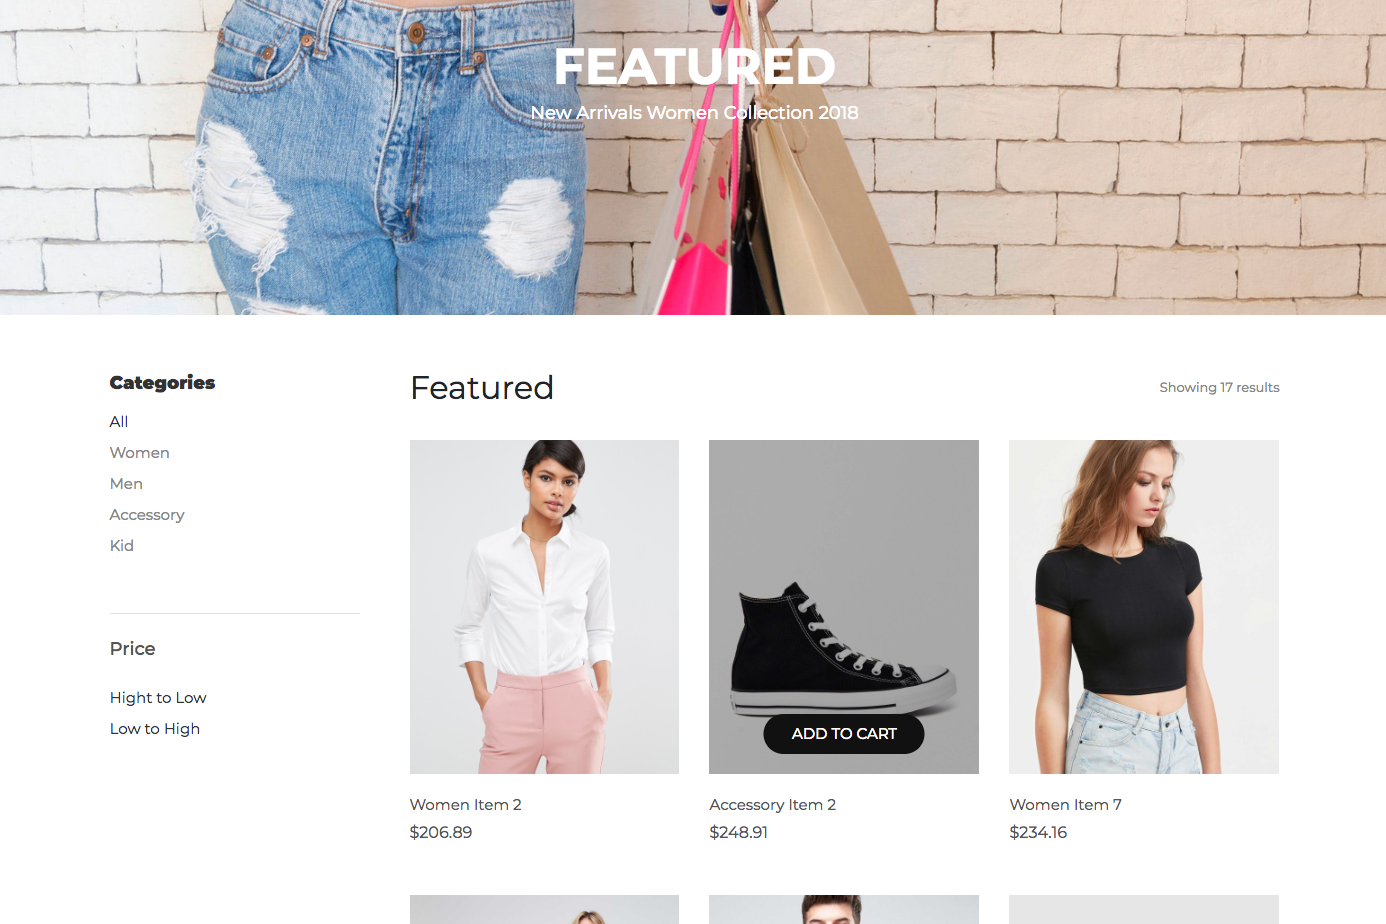 FEATURED
New Arrivals Women Collection 2018
Categories
All
Women
Men
Accessory
Kid
Price
Hight to Low
Low to High
Featured
Showing 17 results
ADD TO CART
Women Item 2
$206.89
Accessory Item 2
$248.91
Women Item 7
$234.16